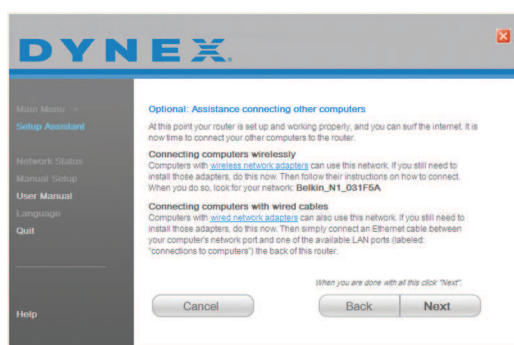 DYNEX
Main Menu
Setup Assistant
Network Status
Manual Setup
User Manual
Language
Quit
Help
Optional: Assistance connecting other computers
At this point your router is set up and working properly, and you can surf the internet. It is
now time to connect your other computers to the router.
Connecting computers wirelessly
Computers with wireless network adapters can use this network. If you still need to
install those adapters, do this now. Then follow their instructions on how to connect.
When you do so, look for your network: Belkin_N1_031F5A
Connecting computers with wired cables
Computers with wired network adapters can also use this network. If you still need to
install those adapters, do this now. Then simply connect an Ethernet cable between
your computer's network port and one of the available LAN ports (labeled:
"connections to computers") the back of this router.
When you are done with all this click "Next".
Cancel
Back
Next